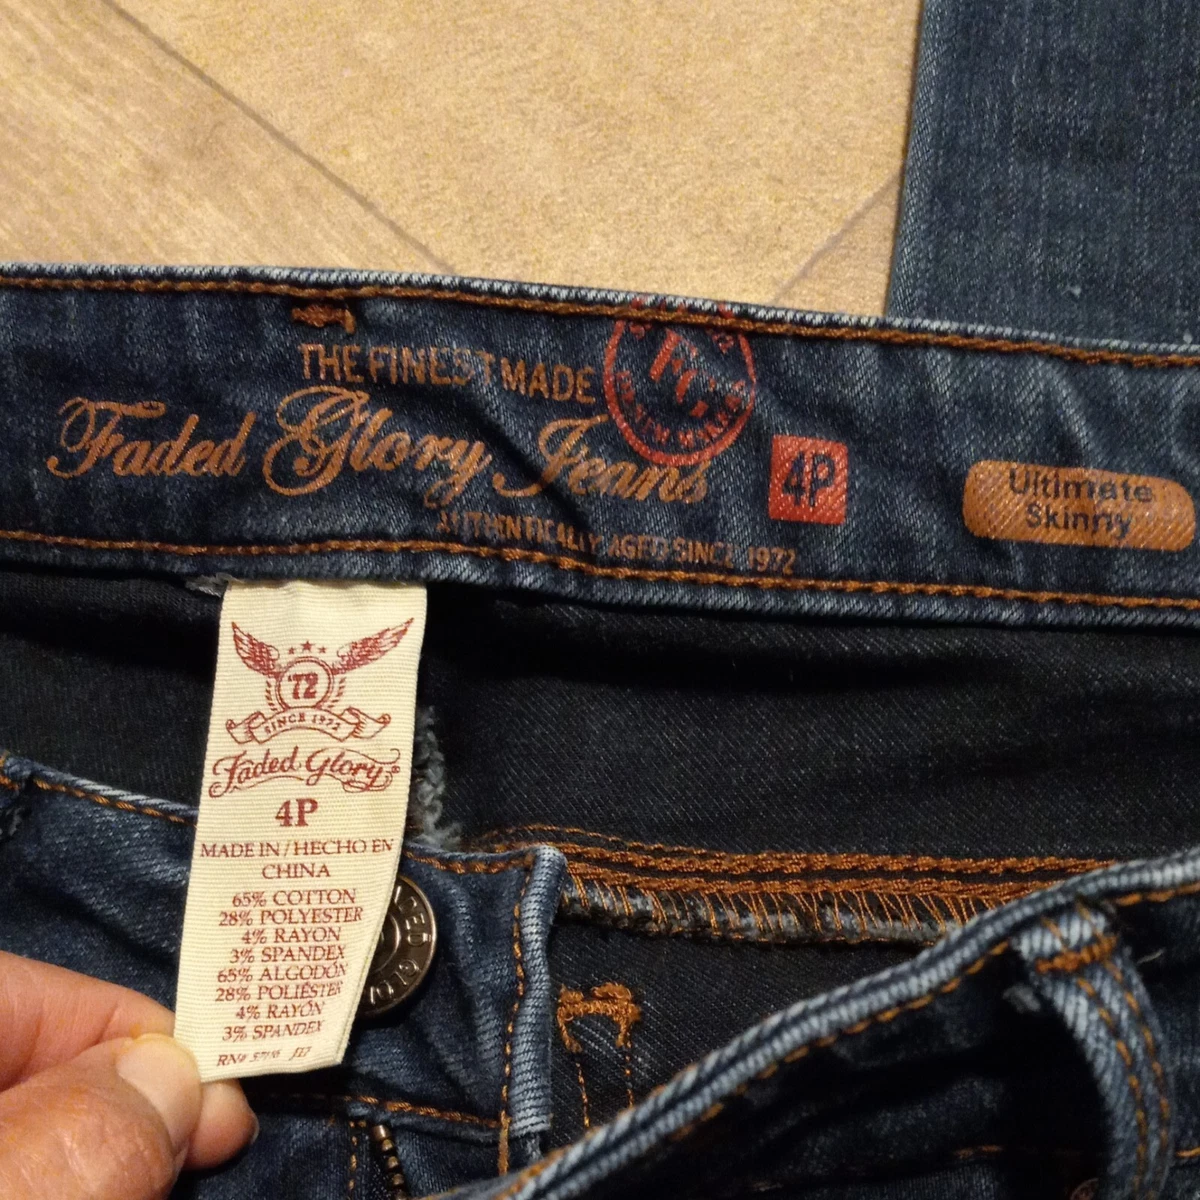 THE FINEST MADE
Faded Glory Jeans
AUTHENTICALLY AGED SINCE 1972
FG
4P
Ultimate
Skinny
'72
SINCE 1972
Faded Glory
4P
MADE IN / HECHO EN
CHINA
65% COTTON
28% POLYESTER
4% RAYON
3% SPANDEX
65% ALGODÓN
28% POLIÉSTER
4% RAYÓN
3% SPANDEX
RN#